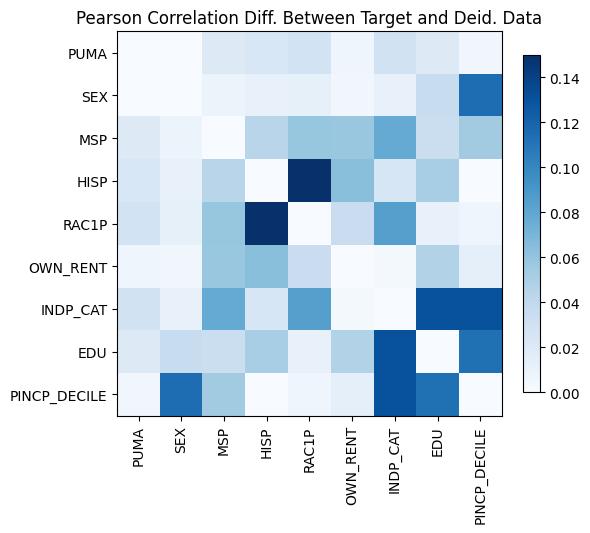 Pearson Correlation Diff. Between Target and Deid. Data
PUMA
SEX
MSP
HISP
RAC1P
OWN_RENT
INDP_CAT
EDU
PINCP_DECILE
PUMA
SEX
MSP
HISP
RAC1P
OWN_RENT
INDP_CAT
EDU
PINCP_DECILE
0.14
0.12
0.10
0.08
0.06
0.04
0.02
0.00